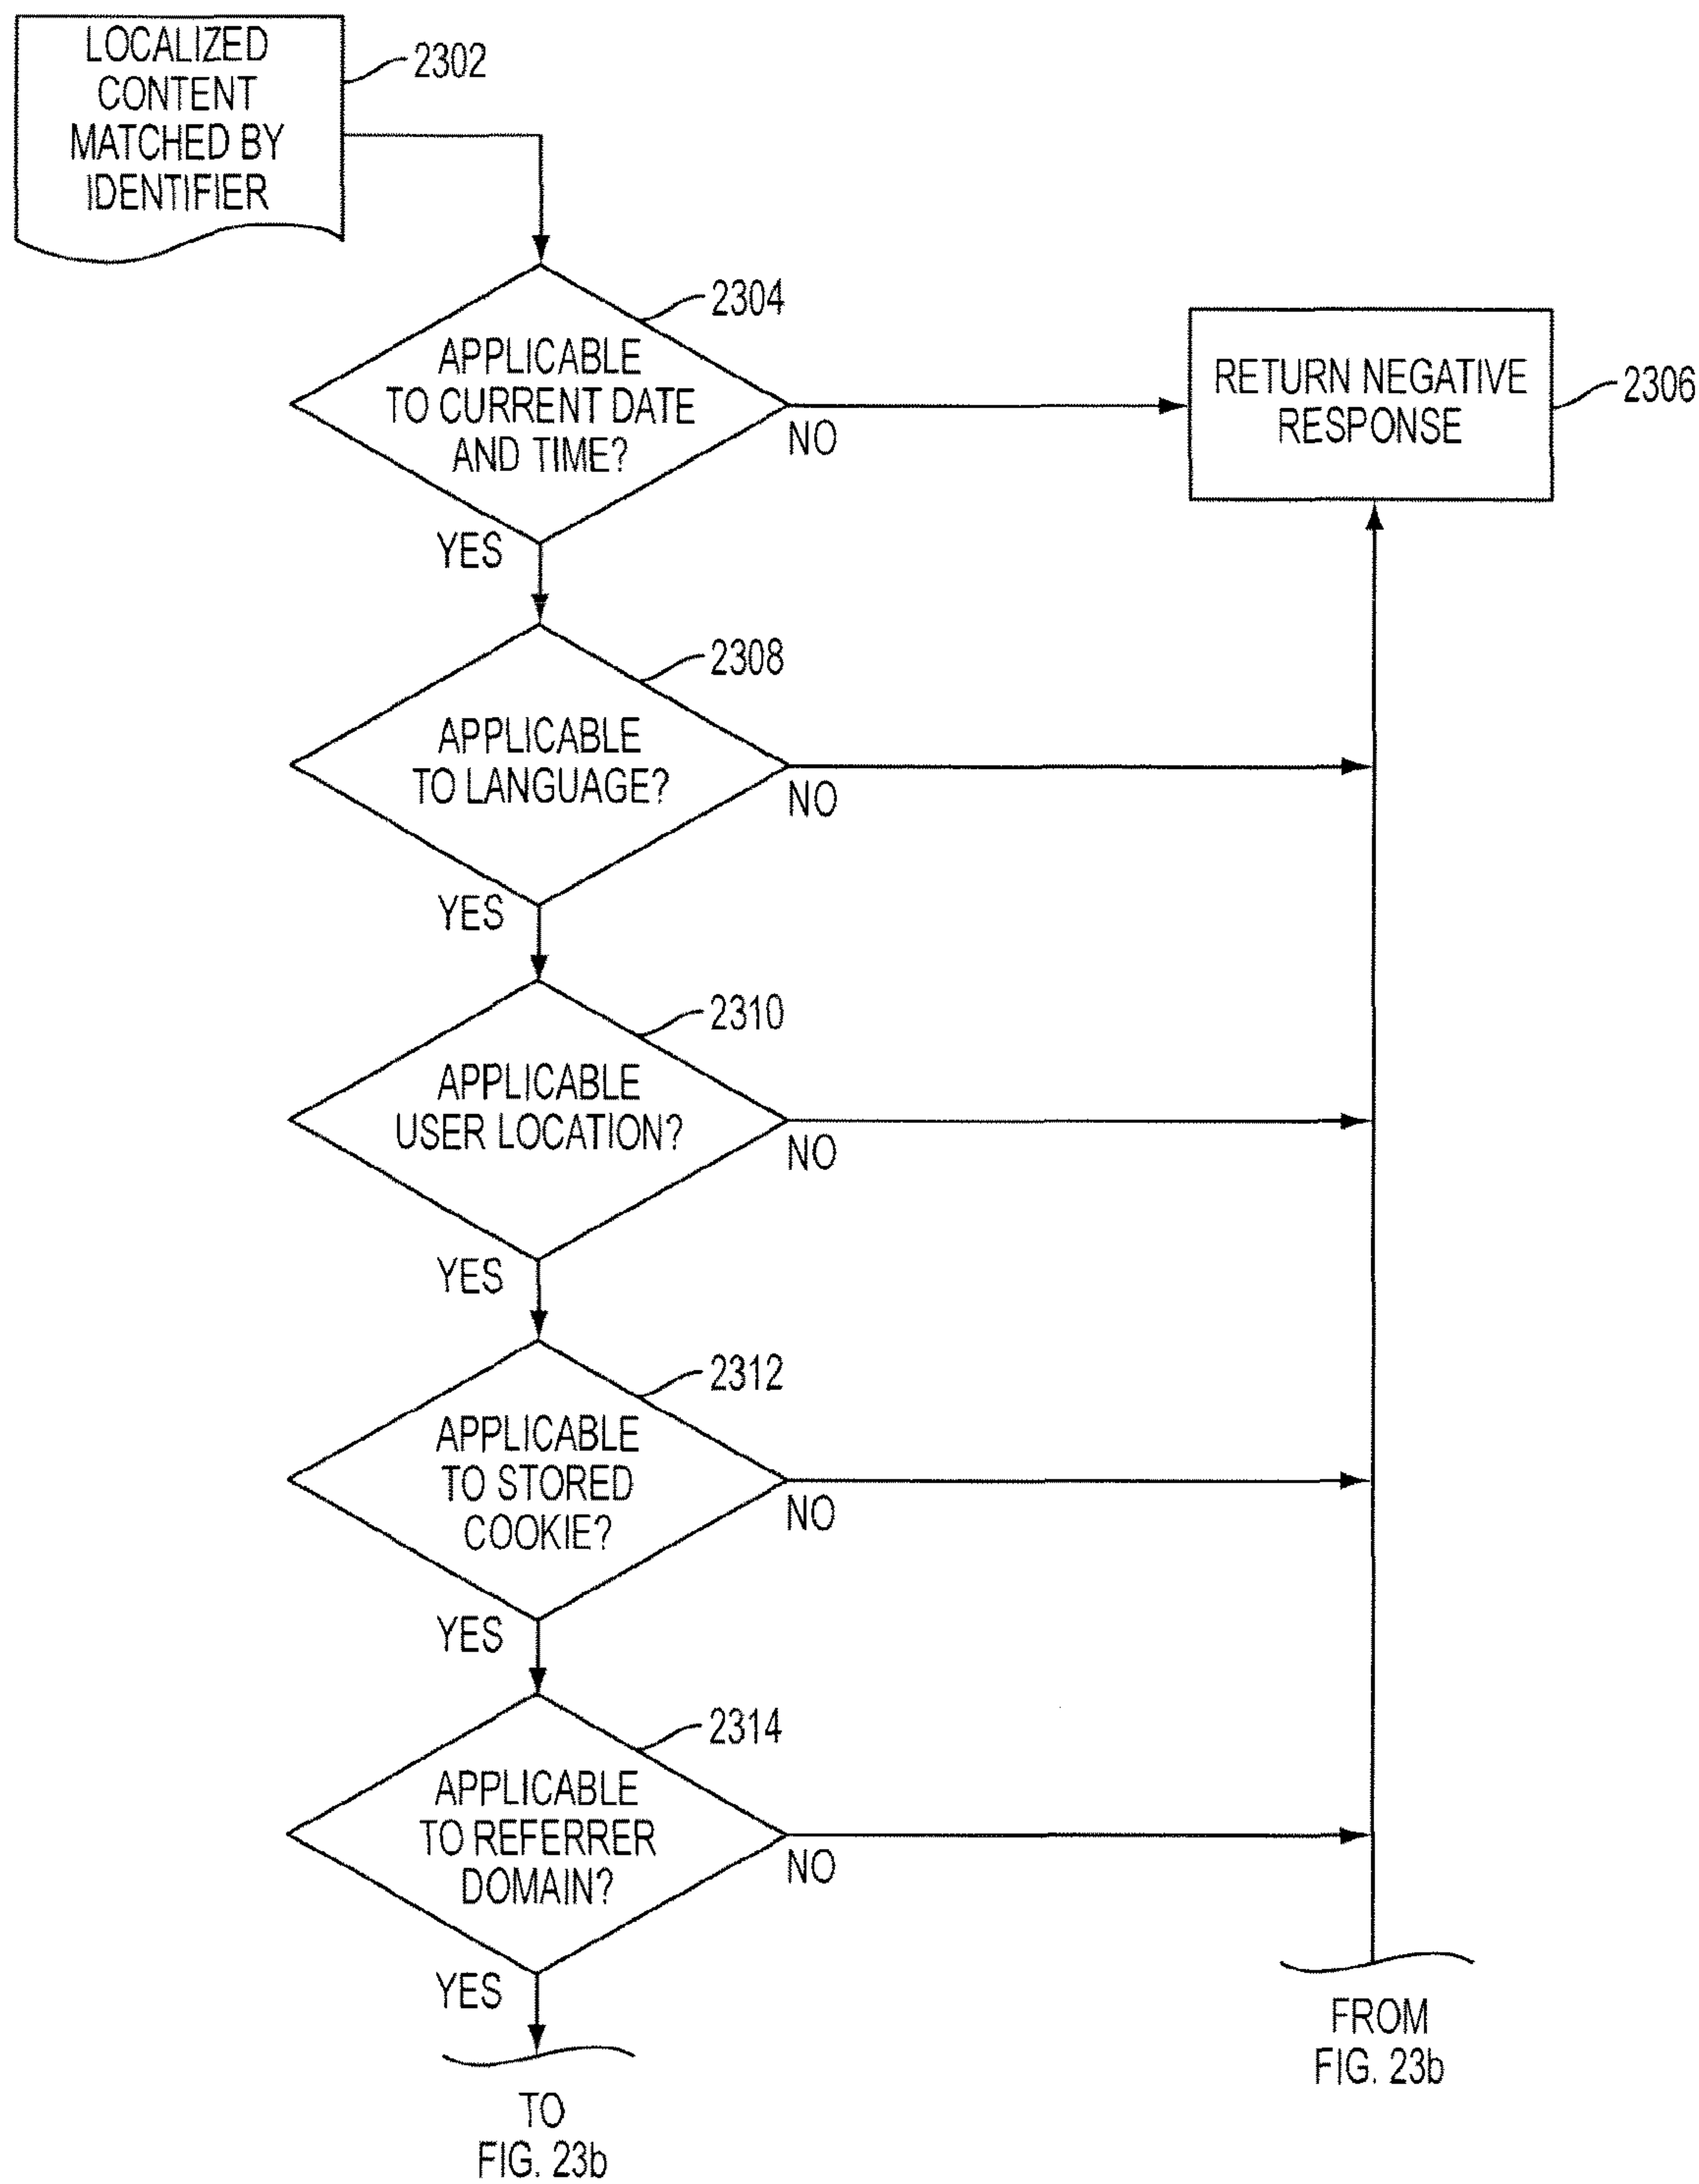 LOCALIZED
CONTENT
MATCHED BY
IDENTIFIER
2302
2304
APPLICABLE
TO CURRENT DATE
AND TIME?
NO
YES
RETURN NEGATIVE
RESPONSE
2306
2308
APPLICABLE
TO LANGUAGE?
NO
YES
2310
APPLICABLE
USER LOCATION?
NO
YES
2312
APPLICABLE
TO STORED
COOKIE?
NO
YES
2314
APPLICABLE
TO REFERRER
DOMAIN?
NO
YES
TO
FIG. 23b
FROM
FIG. 23b